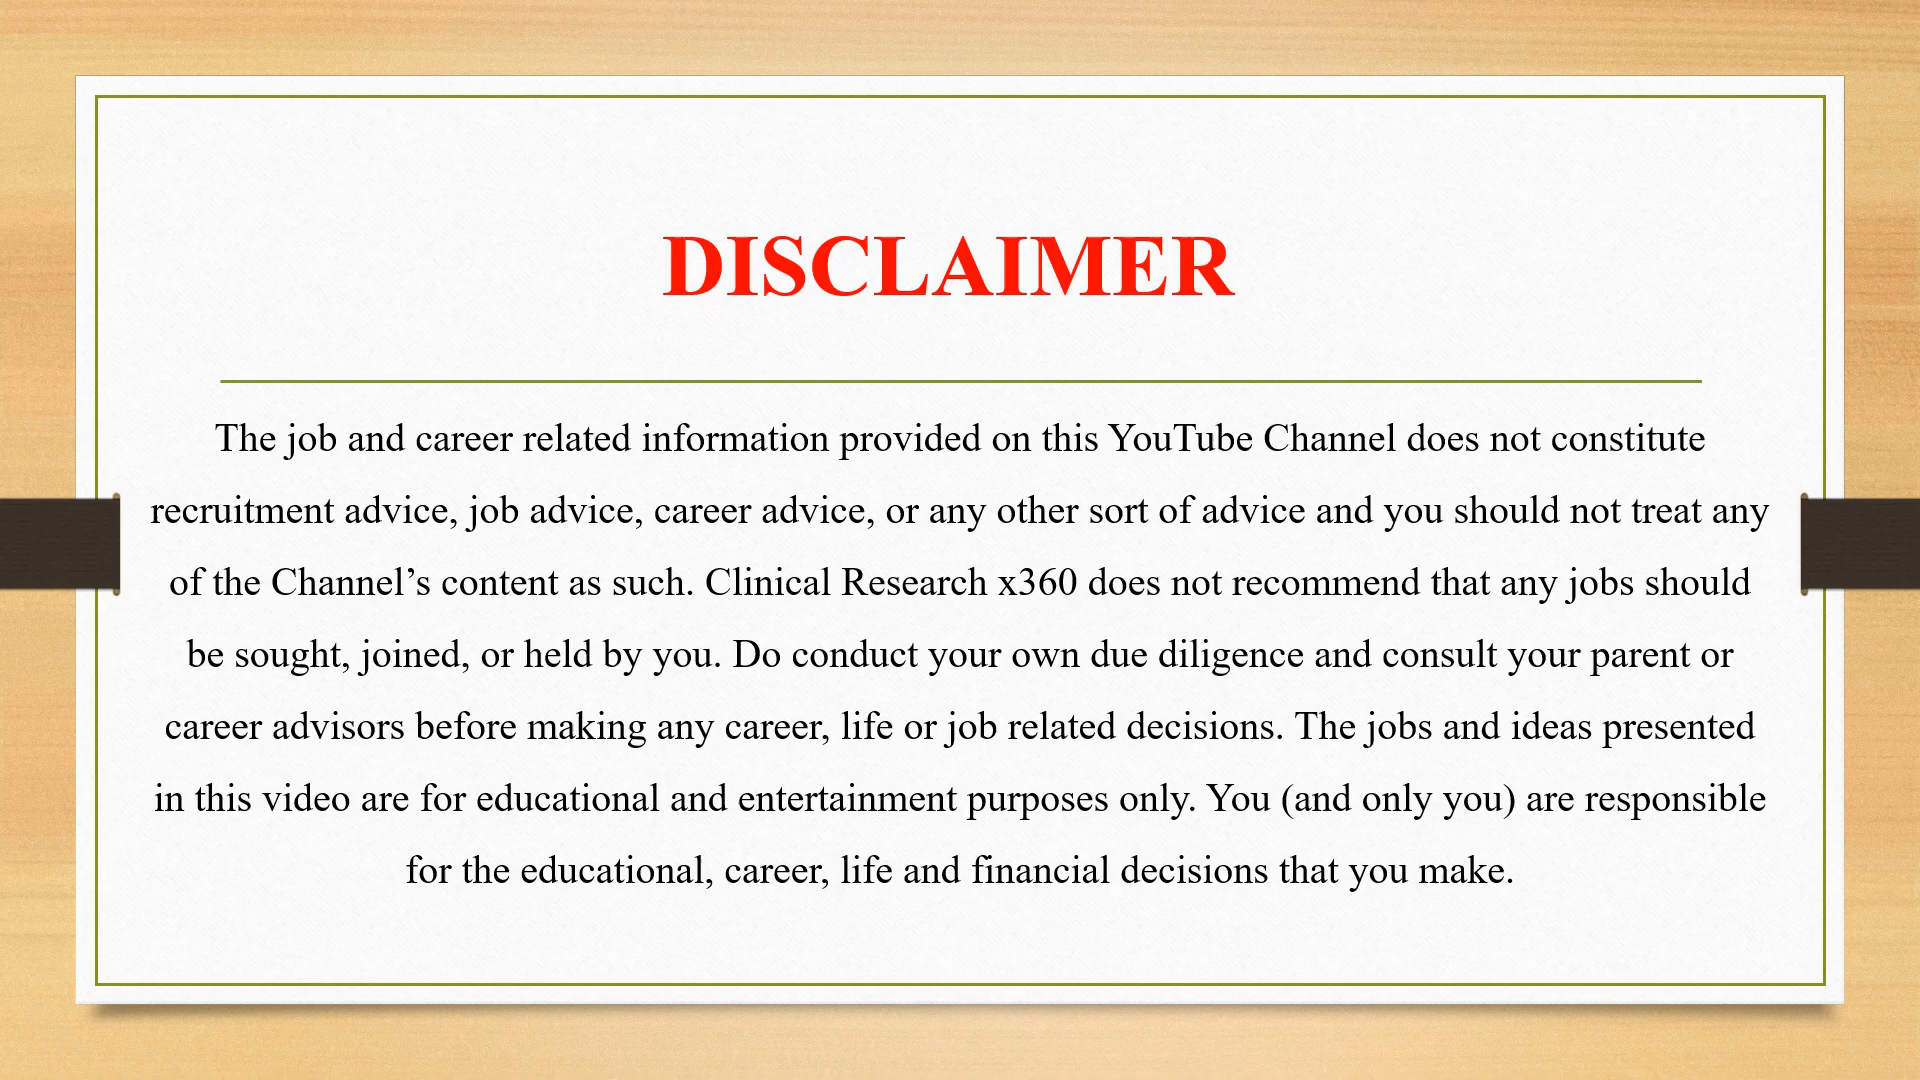 DISCLAIMER
The job and career related information provided on this YouTube Channel does not constitute
recruitment advice, job advice, career advice, or any other sort of advice and you should not treat any
of the Channel’s content as such. Clinical Research x360 does not recommend that any jobs should
be sought, joined, or held by you. Do conduct your own due diligence and consult your parent or
career advisors before making any career, life or job related decisions. The jobs and ideas presented
in this video are for educational and entertainment purposes only. You (and only you) are responsible
for the educational, career, life and financial decisions that you make.